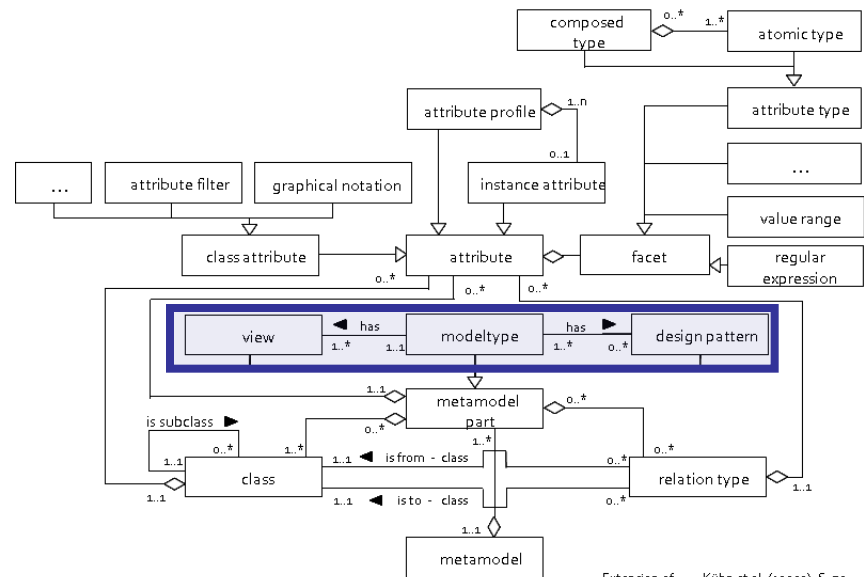 composed
type
0..*
1..*
atomic type
attribute profile
1..n
attribute type
0..1
...
...
attribute filter
graphical notation
instance attribute
value range
class attribute
attribute
facet
regular
expression
0..*
0..*
0..*
view
has
1..*
1..1
modeltype
has
1..*
0..*
design pattern
1..1
metamodel
part
0..*
is subclass
0..*
1..*
0..*
1..*
0..*
1..1
class
1..1
is from - class
0..*
relation type
1..1
1..1
is to - class
0..*
1..1
1..1
metamodel